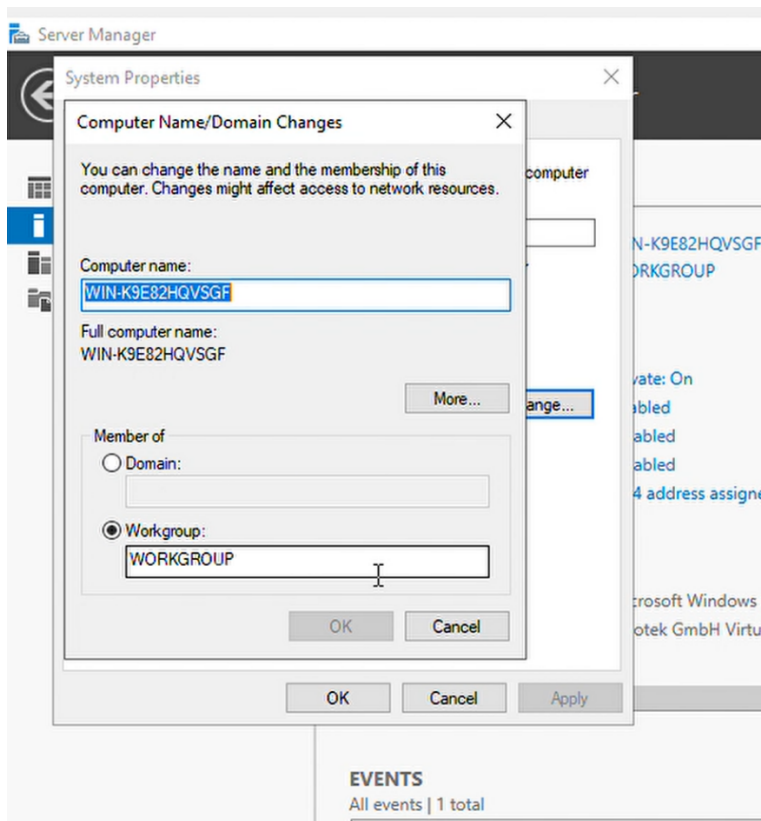 Server Manager
System Properties
Computer Name/Domain Changes
You can change the name and the membership of this
computer. Changes might affect access to network resources.
computer
Computer name:
WIN-K9E82HQVSGF
Full computer name:
WIN-K9E82HQVSGF
More...
ange...
Member of
Domain:
Workgroup:
WORKGROUP
OK
Cancel
OK
Cancel
Apply
N-K9E82HQVSGF
ORKGROUP
vate: On
abled
abled
abled
4 address assigne
crosoft Windows
otek GmbH Virtu
EVENTS
All events | 1 total